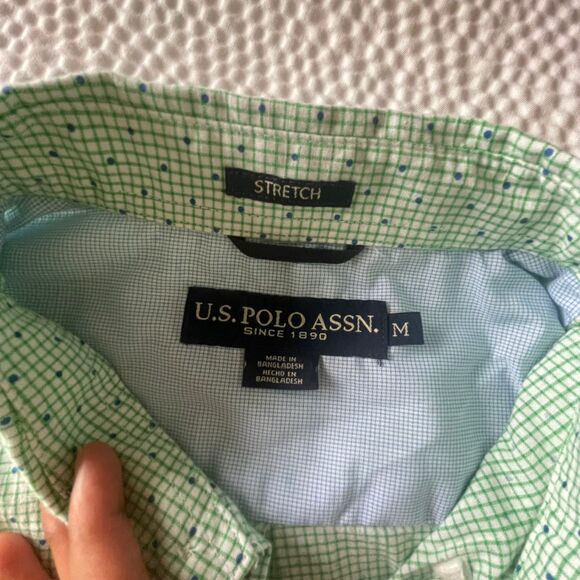 STRETCH
U.S. POLO ASSN.
SINCE 1890
M
MADE IN
BANGLADESH
HECHO EN
BANGLADESH